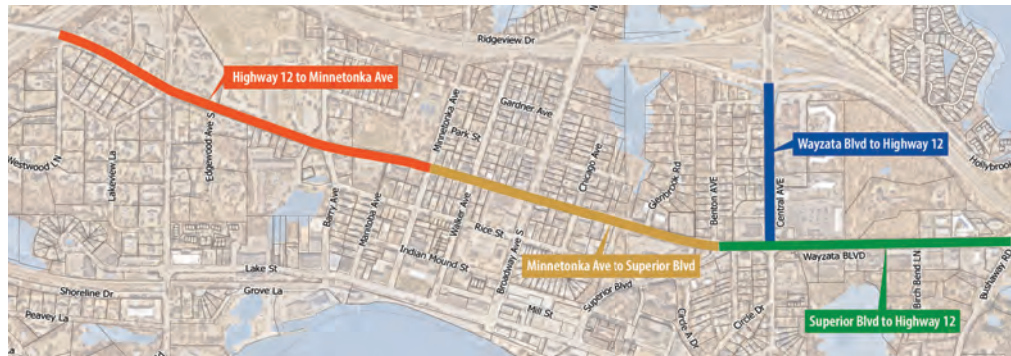 Ridgeview Dr
N
Highway 12 to Minnetonka Ave
Gardner Ave
Minnetonka Ave
Park St
Wayzata Blvd to Highway 12
Hollybrook
Westwood LN
Lakeview La
Edgewood Ave S
Chicago Ave
Glenbrook Rd
Benton AVE
Central AVE
Barry Ave
Manitoba Ave
Walker Ave
Rice St
Indian Mound St
Broadway Ave S
Minnetonka Ave to Superior Blvd
Wayzata BLVD
Birch Bend LN
Bushaway RD
Lake St
Shoreline Dr
Grove La
Peavey La
Mill St
Superior Blvd
Circle A Dr
Circle Dr
Superior Blvd to Highway 12